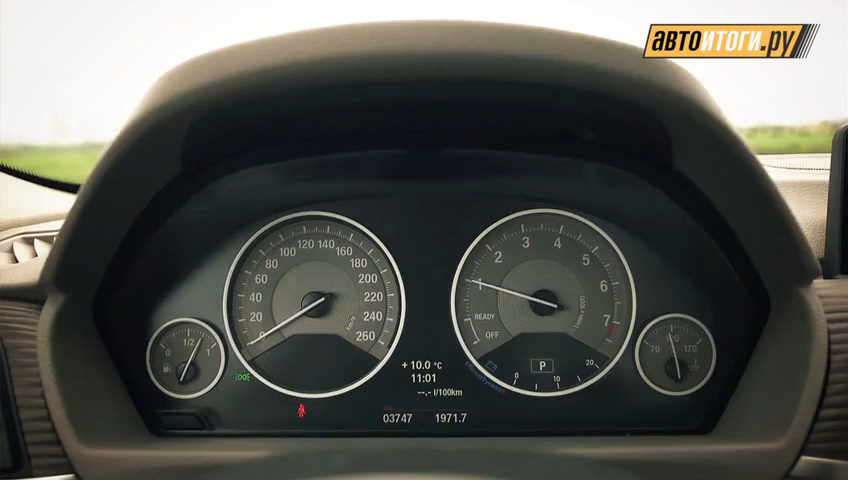 автоитоги.ру
0 1/2 1
0 20 40 60 80 100 120 140 160 180 200 220 240 260
km/h
1 2 3 4 5 6 7
READY
OFF
1/min x 1000
70 120 170
+10.0 °C
11:01
--.- l/100km
P
0 10 20
03747 1971.7